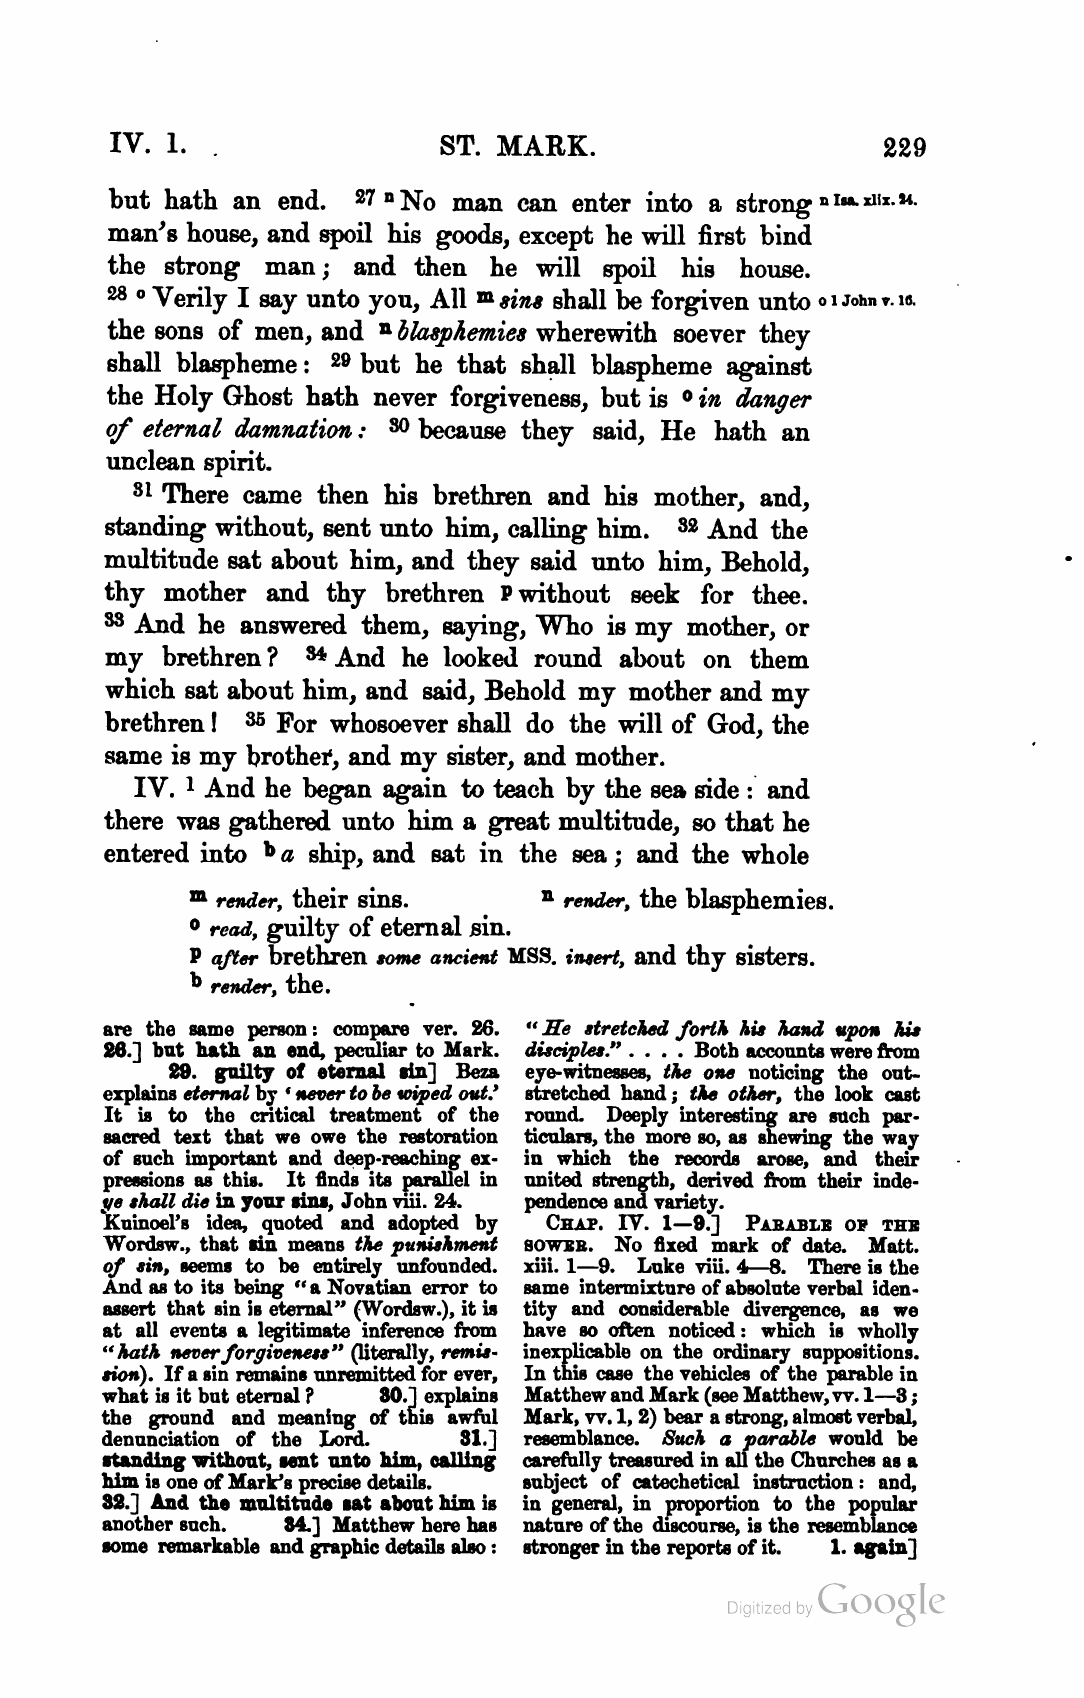 IV. 1. ST. MARK. 229
but hath an end. 27 n No man can enter into a strong n Isa. xlix. 24.
man's house, and spoil his goods, except he will first bind
the strong man; and then he will spoil his house.
28 o Verily I say unto you, All m sins shall be forgiven unto o 1 John v. 16.
the sons of men, and n blasphemies wherewith soever they
shall blaspheme: 29 but he that shall blaspheme against
the Holy Ghost hath never forgiveness, but is o in danger
of eternal damnation: 30 because they said, He hath an
unclean spirit.
31 There came then his brethren and his mother, and,
standing without, sent unto him, calling him. 32 And the
multitude sat about him, and they said unto him, Behold,
thy mother and thy brethren p without seek for thee.
33 And he answered them, saying, Who is my mother, or
my brethren? 34 And he looked round about on them
which sat about him, and said, Behold my mother and my
brethren! 35 For whosoever shall do the will of God, the
same is my brother, and my sister, and mother.
IV. 1 And he began again to teach by the sea side: and
there was gathered unto him a great multitude, so that he
entered into b a ship, and sat in the sea; and the whole
m render, their sins. n render, the blasphemies.
o read, guilty of eternal sin.
p after brethren some ancient MSS. insert, and thy sisters.
b render, the.
are the same person: compare ver. 26.
26.] but hath an end, peculiar to Mark.
29. guilty of eternal sin] Beza
explains eternal by 'never to be wiped out.'
It is to the critical treatment of the
sacred text that we owe the restoration
of such important and deep-reaching ex-
pressions as this. It finds its parallel in
ye shall die in your sins, John viii. 24.
Kuinoel's idea, quoted and adopted by
Wordsw., that sin means the punishment
of sin, seems to be entirely unfounded.
And as to its being "a Novatian error to
assert that sin is eternal" (Wordsw.), it is
at all events a legitimate inference from
"hath never forgiveness" (literally, remis-
sion). If a sin remains unremitted for ever,
what is it but eternal? 30.] explains
the ground and meaning of this awful
denunciation of the Lord. 31.]
standing without, sent unto him, calling
him is one of Mark's precise details.
32.] And the multitude sat about him is
another such. 34.] Matthew here has
some remarkable and graphic details also:
"He stretched forth his hand upon his
disciples." . . . . Both accounts were from
eye-witnesses, the one noticing the out-
stretched hand; the other, the look cast
round. Deeply interesting are such par-
ticulars, the more so, as shewing the way
in which the records arose, and their
united strength, derived from their inde-
pendence and variety.
CHAP. IV. 1—9.] PARABLE OF THE
SOWER. No fixed mark of date. Matt.
xiii. 1—9. Luke viii. 4—8. There is the
same intermixture of absolute verbal iden-
tity and considerable divergence, as we
have so often noticed: which is wholly
inexplicable on the ordinary suppositions.
In this case the vehicles of the parable in
Matthew and Mark (see Matthew, vv. 1—3;
Mark, vv. 1, 2) bear a strong, almost verbal,
resemblance. Such a parable would be
carefully treasured in all the Churches as a
subject of catechetical instruction: and,
in general, in proportion to the popular
nature of the discourse, is the resemblance
stronger in the reports of it. 1. again]
Digitized by Google